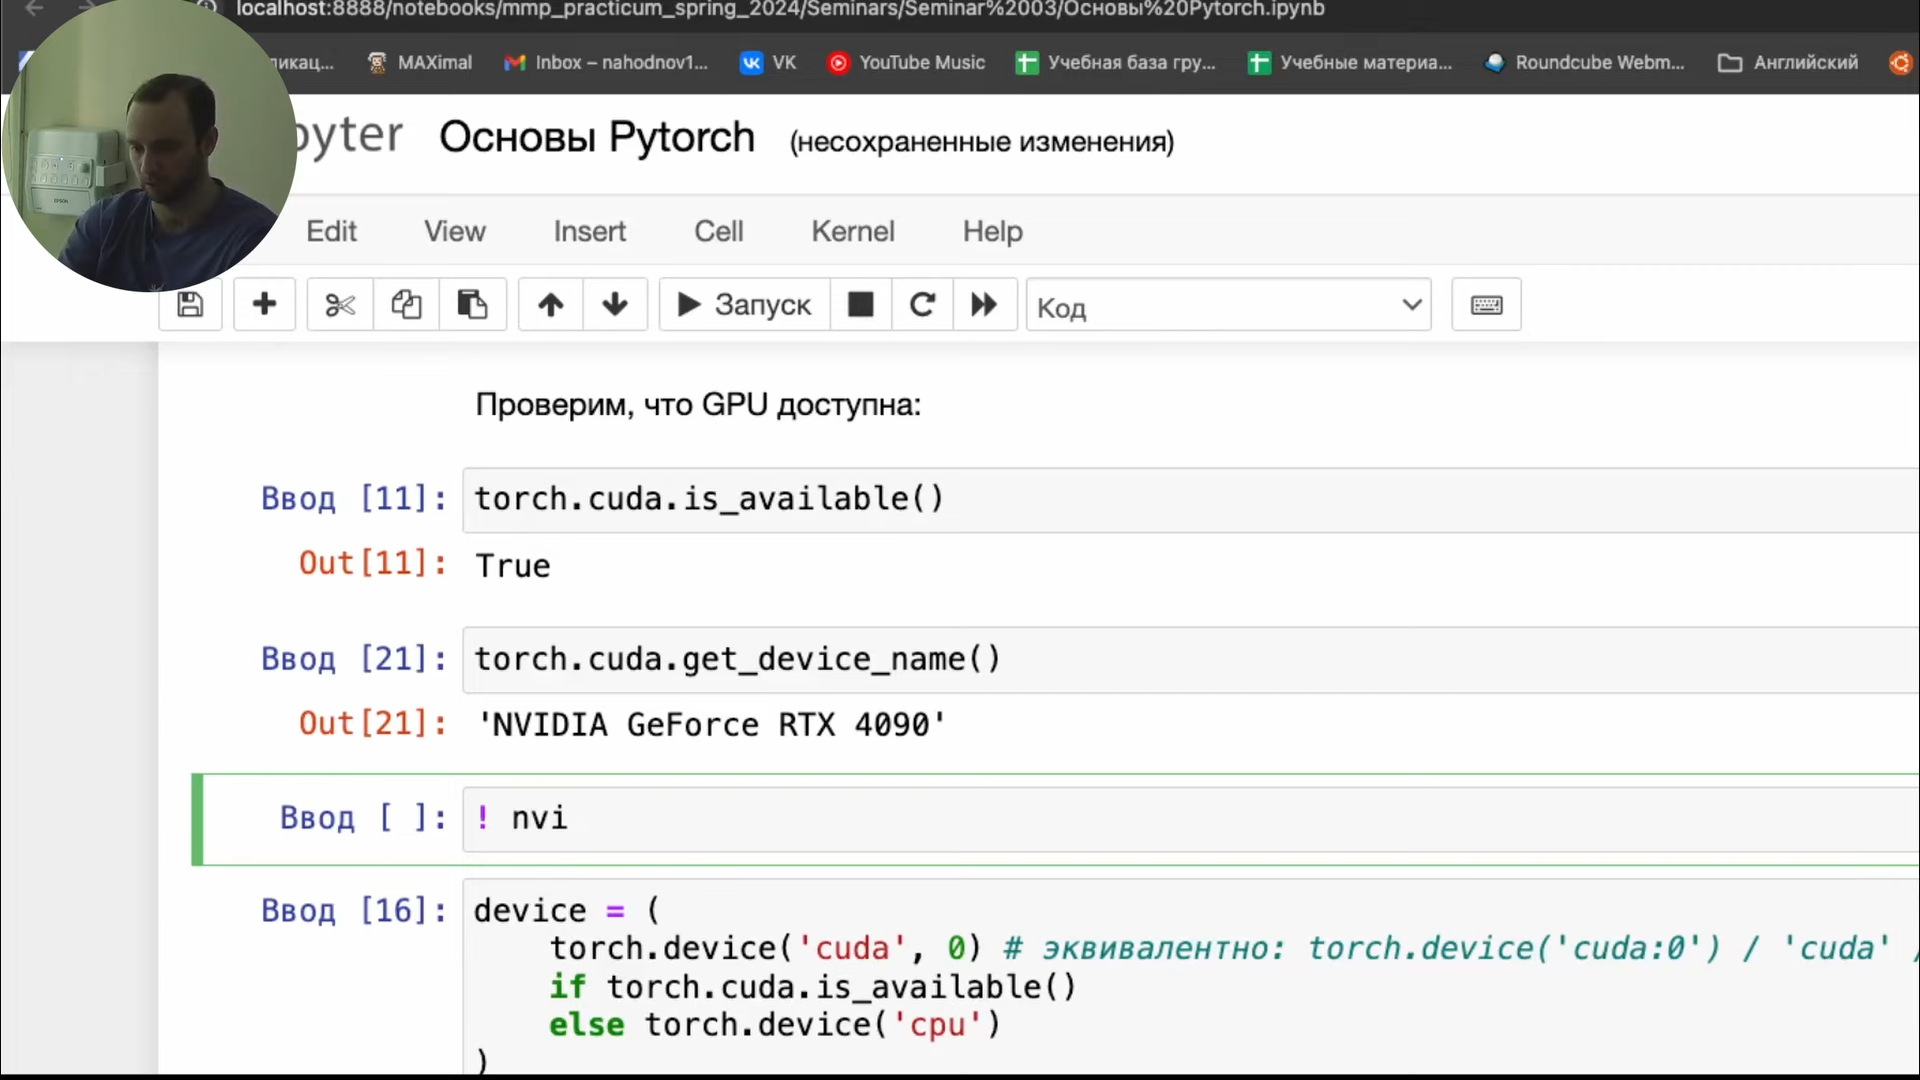 localhost:8888/notebooks/mmp_practicum_spring_2024/Seminars/Seminar%2003/Основы%20Pytorch.ipynb
ликац... MAXimal Inbox – nahodnov1... VK YouTube Music Учебная база гру... Учебные материа... Roundcube Webm... Английский
pyter Основы Pytorch (несохраненные изменения)
Edit View Insert Cell Kernel Help
Запуск Код
Проверим, что GPU доступна:
Ввод [11]: torch.cuda.is_available()
Out[11]: True
Ввод [21]: torch.cuda.get_device_name()
Out[21]: 'NVIDIA GeForce RTX 4090'
Ввод [ ]: ! nvi
Ввод [16]: device = (
torch.device('cuda', 0) # эквивалентно: torch.device('cuda:0') / 'cuda' /
if torch.cuda.is_available()
else torch.device('cpu')
)